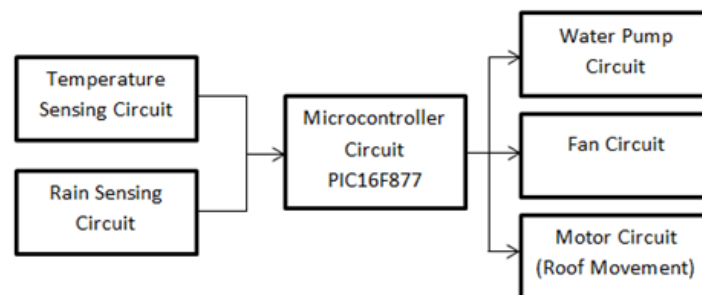 Temperature
Sensing Circuit
Rain Sensing
Circuit
Microcontroller
Circuit
PIC16F877
Water Pump
Circuit
Fan Circuit
Motor Circuit
(Roof Movement)